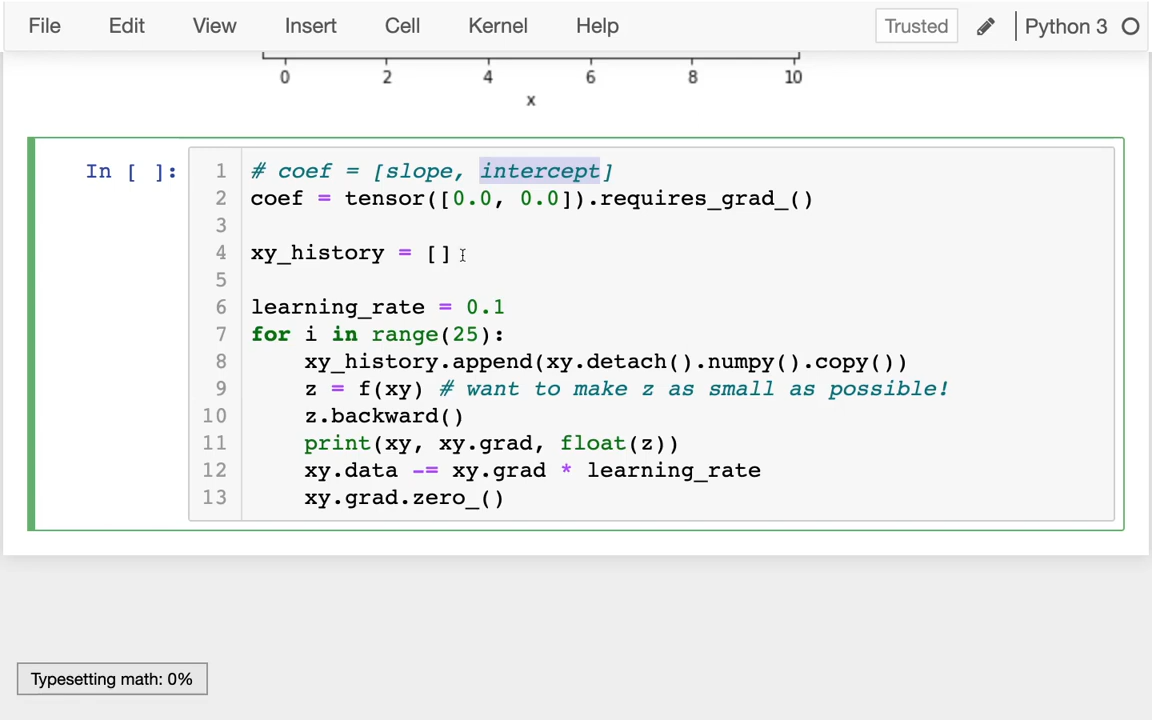 File Edit View Insert Cell Kernel Help Trusted Python 3
0 2 4 6 8 10
x
In [ ]:
1 # coef = [slope, intercept]
2 coef = tensor([0.0, 0.0]).requires_grad_()
3
4 xy_history = []
5
6 learning_rate = 0.1
7 for i in range(25):
8 xy_history.append(xy.detach().numpy().copy())
9 z = f(xy) # want to make z as small as possible!
10 z.backward()
11 print(xy, xy.grad, float(z))
12 xy.data -= xy.grad * learning_rate
13 xy.grad.zero_()
Typesetting math: 0%